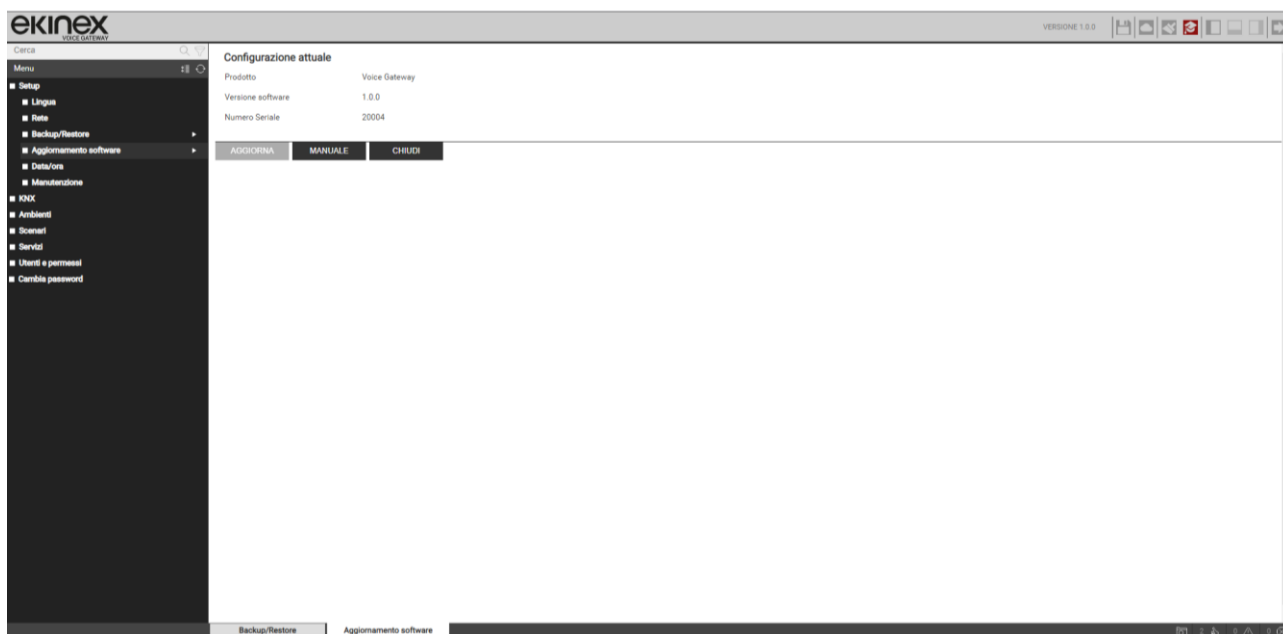 ekinex
VOICE GATEWAY
VERSIONE 1.0.0
Cerca
Menu
Setup
Lingua
Rete
Backup/Restore
Aggiornamento software
Data/ora
Manutenzione
KNX
Ambienti
Scenari
Servizi
Utenti e permessi
Cambia password
Configurazione attuale
Prodotto Voice Gateway
Versione software 1.0.0
Numero Seriale 20004
AGGIORNA MANUALE CHIUDI
Backup/Restore Aggiornamento software